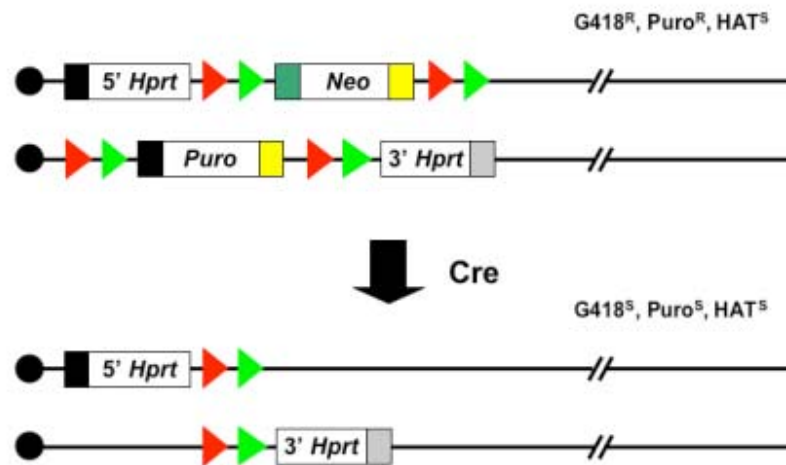 G418ᴿ, Puroᴿ, HATˢ
5’ Hprt Neo
Puro 3’ Hprt
Cre
G418ˢ, Puroˢ, HATˢ
5’ Hprt
3’ Hprt